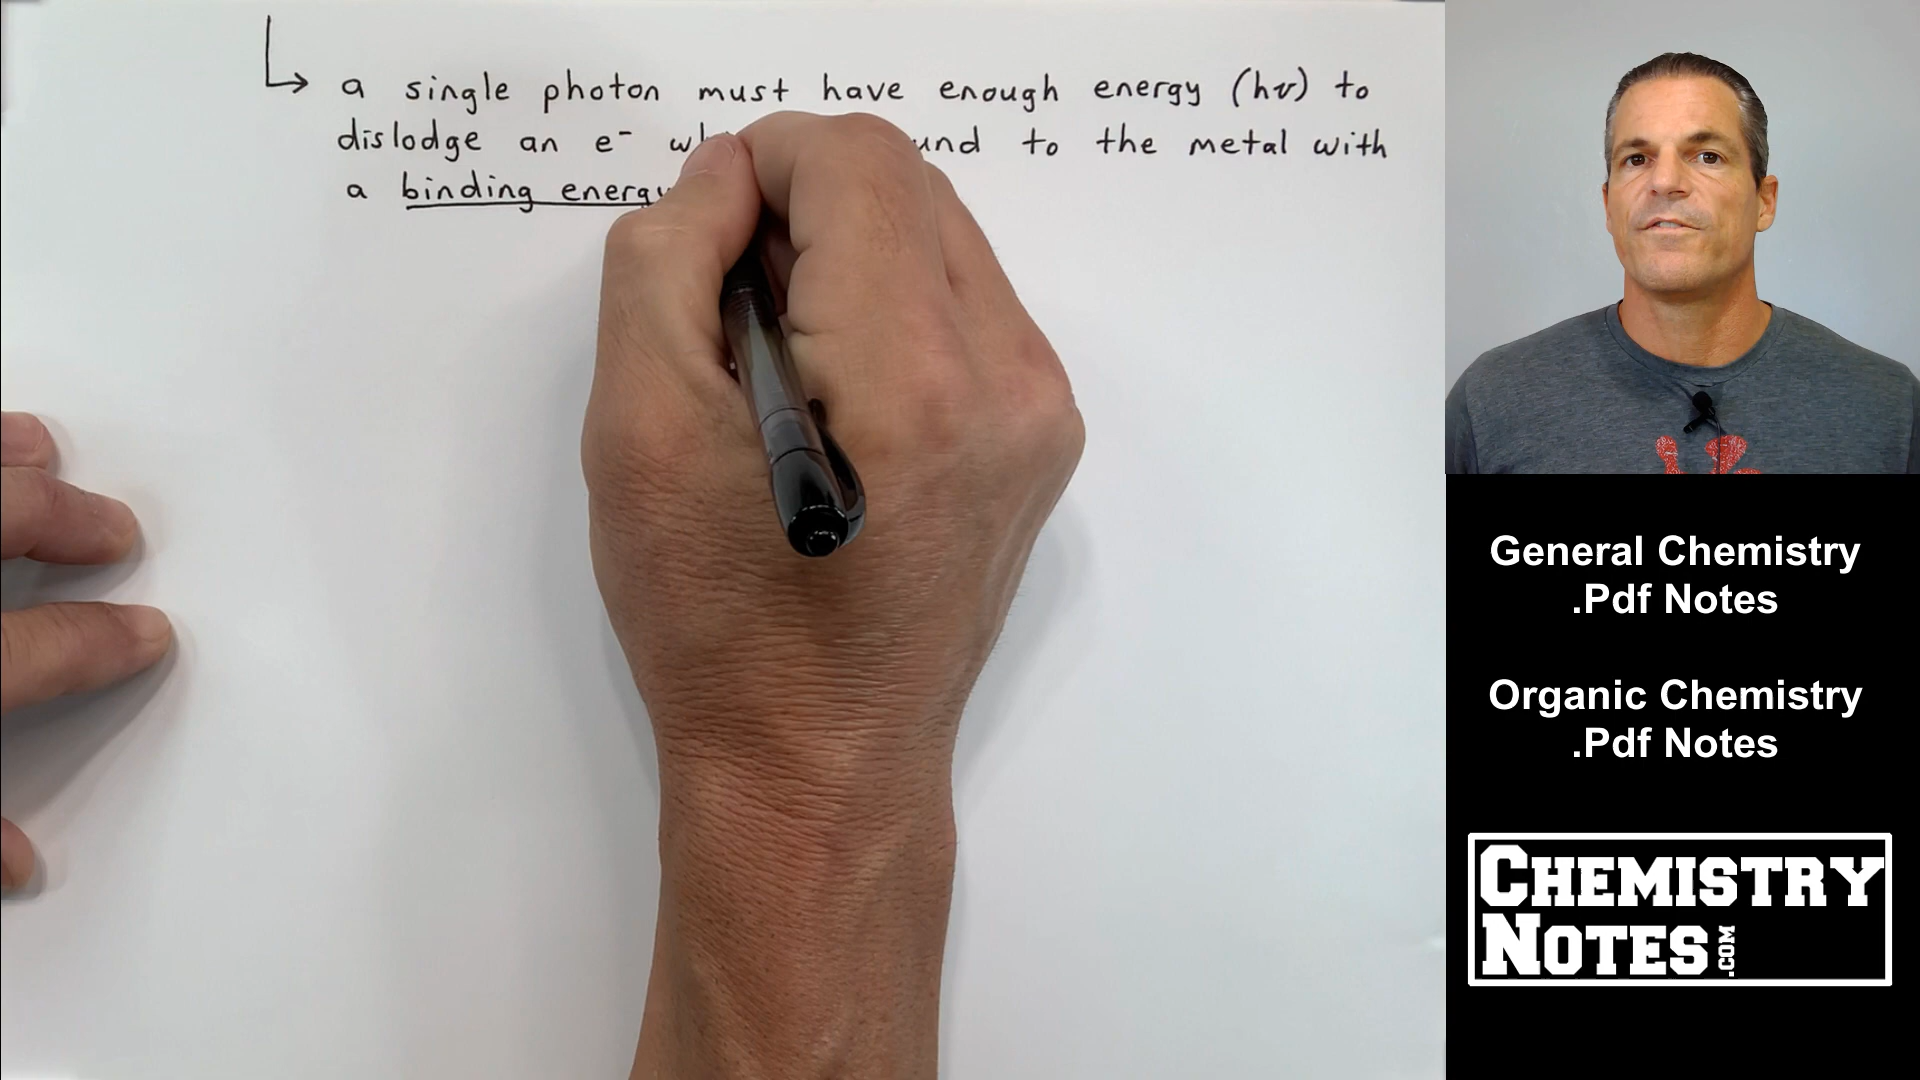 a single photon must have enough energy (hν) to
dislodge an e⁻ to the metal with
a binding energy
General Chemistry
.Pdf Notes
Organic Chemistry
.Pdf Notes
CHEMISTRY
NOTES.COM